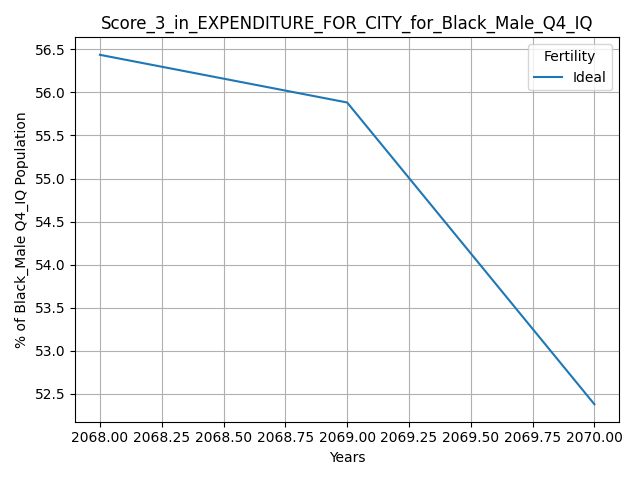 Score_3_in_EXPENDITURE_FOR_CITY_for_Black_Male_Q4_IQ
Fertility
Ideal
56.5
56.0
55.5
55.0
54.5
54.0
53.5
53.0
52.5
% of Black_Male Q4_IQ Population
2068.00 2068.25 2068.50 2068.75 2069.00 2069.25 2069.50 2069.75 2070.00
Years